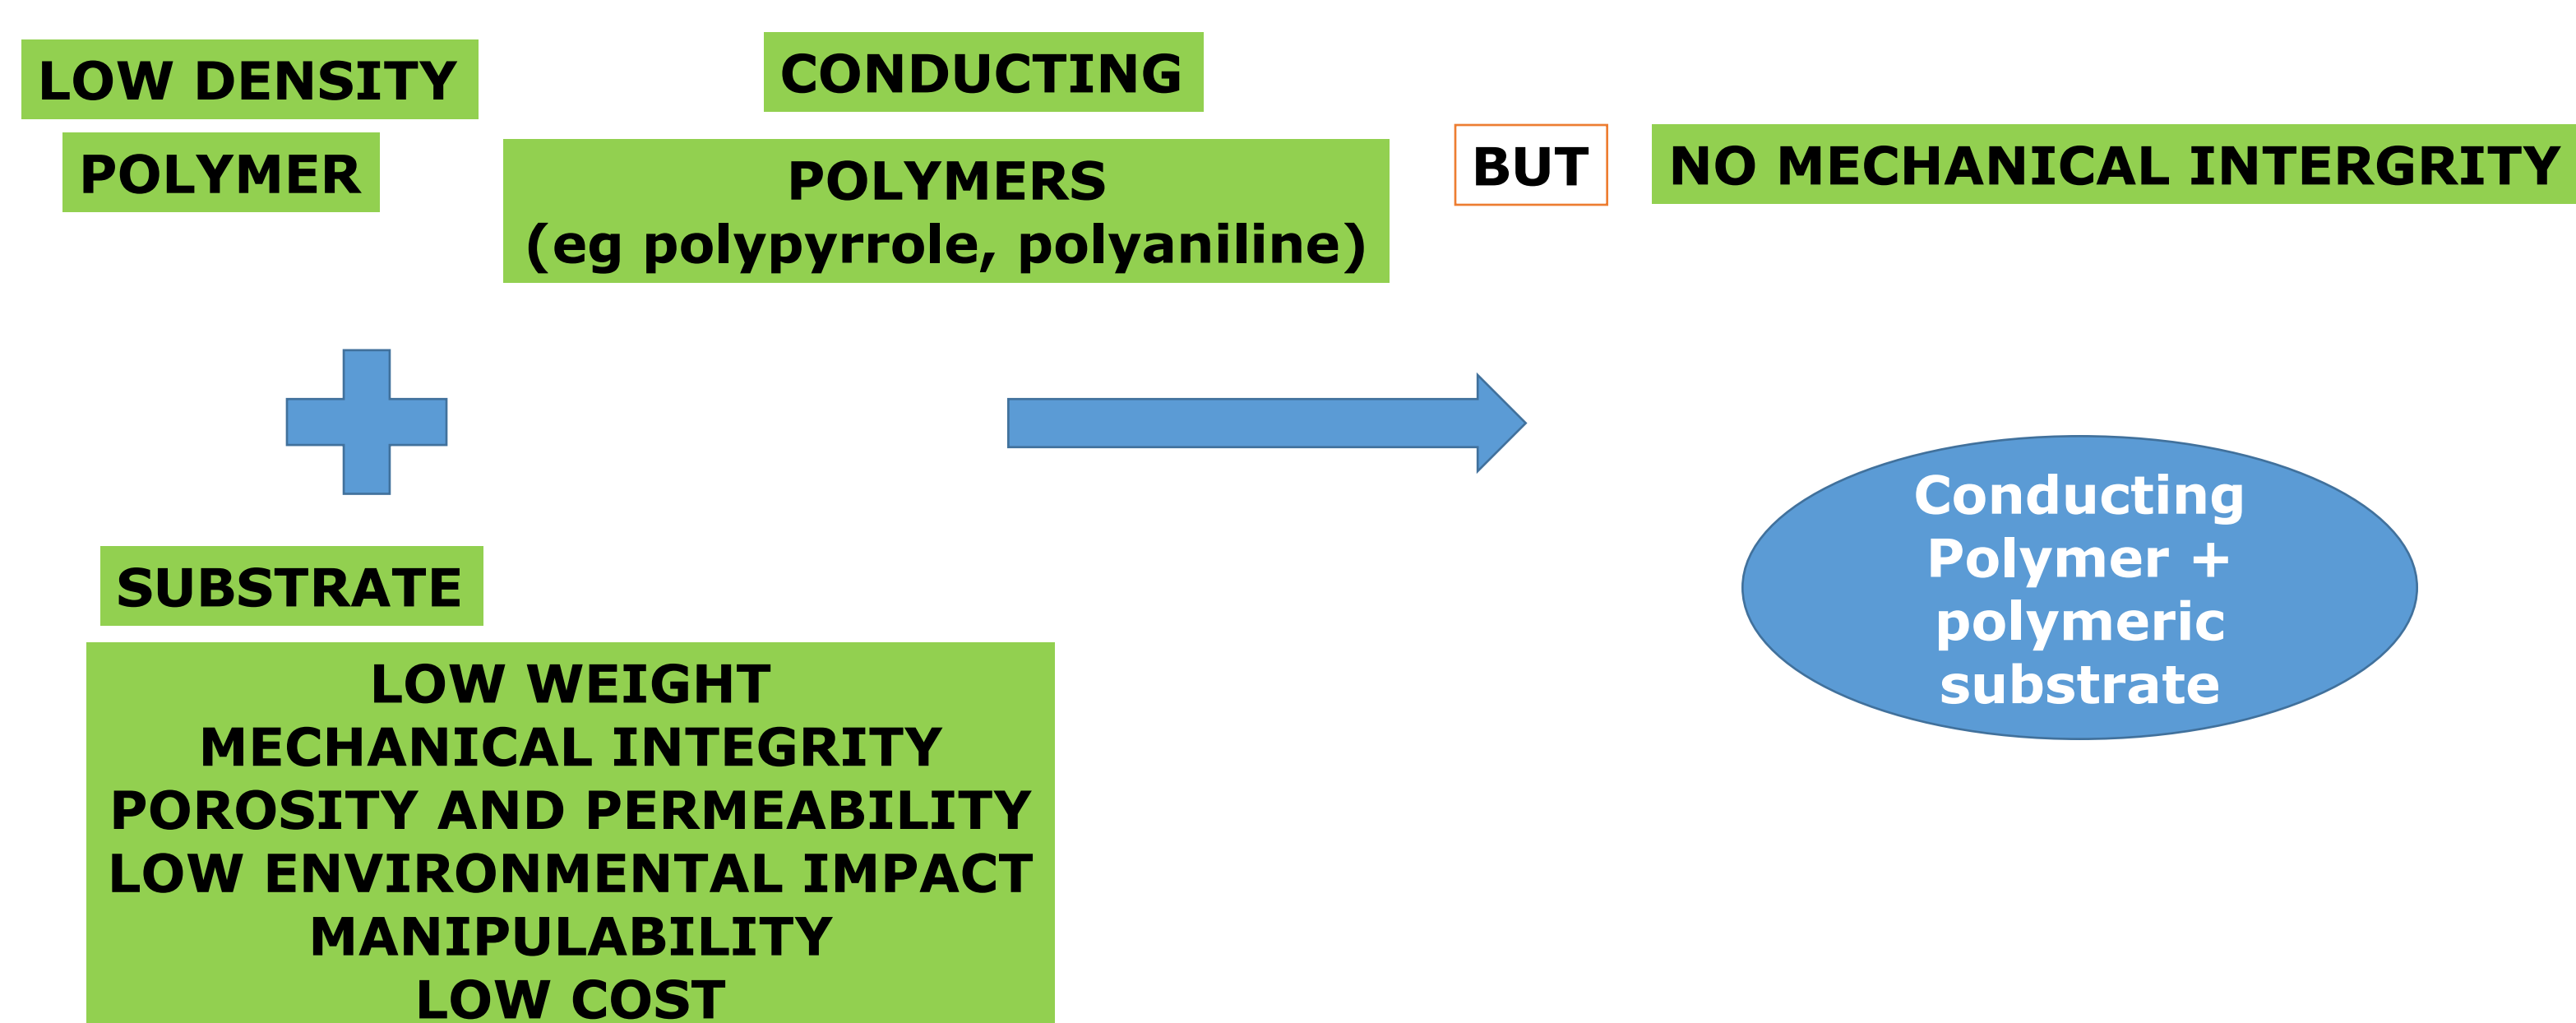 LOW DENSITY
POLYMER
CONDUCTING
POLYMERS
(eg polypyrrole, polyaniline)
BUT
NO MECHANICAL INTERGRITY
SUBSTRATE
LOW WEIGHT
MECHANICAL INTEGRITY
POROSITY AND PERMEABILITY
LOW ENVIRONMENTAL IMPACT
MANIPULABILITY
LOW COST
Conducting
Polymer +
polymeric
substrate